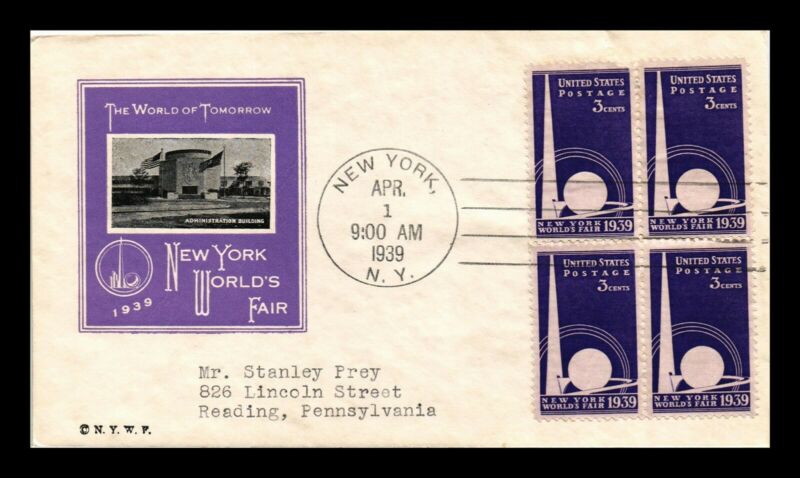 THE WORLD OF TOMORROW
ADMINISTRATION BUILDING
NEW YORK
WORLD'S
FAIR
1939
NEW YORK,
APR.
1
9:00 AM
1939
N. Y.
UNITED STATES
POSTAGE
3 CENTS
NEW YORK
WORLD'S FAIR 1939
UNITED STATES
POSTAGE
3 CENTS
NEW YORK
WORLD'S FAIR 1939
UNITED STATES
POSTAGE
3 CENTS
NEW YORK
WORLD'S FAIR 1939
UNITED STATES
POSTAGE
3 CENTS
NEW YORK
WORLD'S FAIR 1939
Mr. Stanley Prey
826 Lincoln Street
Reading, Pennsylvania
© N. Y. W. F.